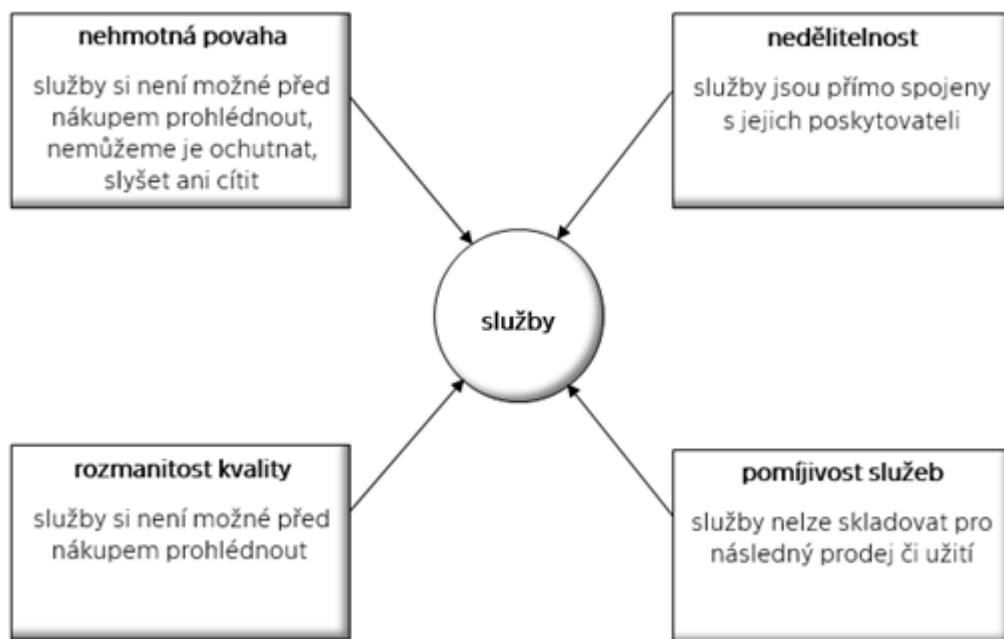 nehmotná povaha
služby si není možné před
nákupem prohlédnout,
nemůžeme je ochutnat,
slyšet ani cítit
nedělitelnost
služby jsou přímo spojeny
s jejich poskytovateli
služby
rozmanitost kvality
služby si není možné před
nákupem prohlédnout
pomíjivost služeb
služby nelze skladovat pro
následný prodej či užití